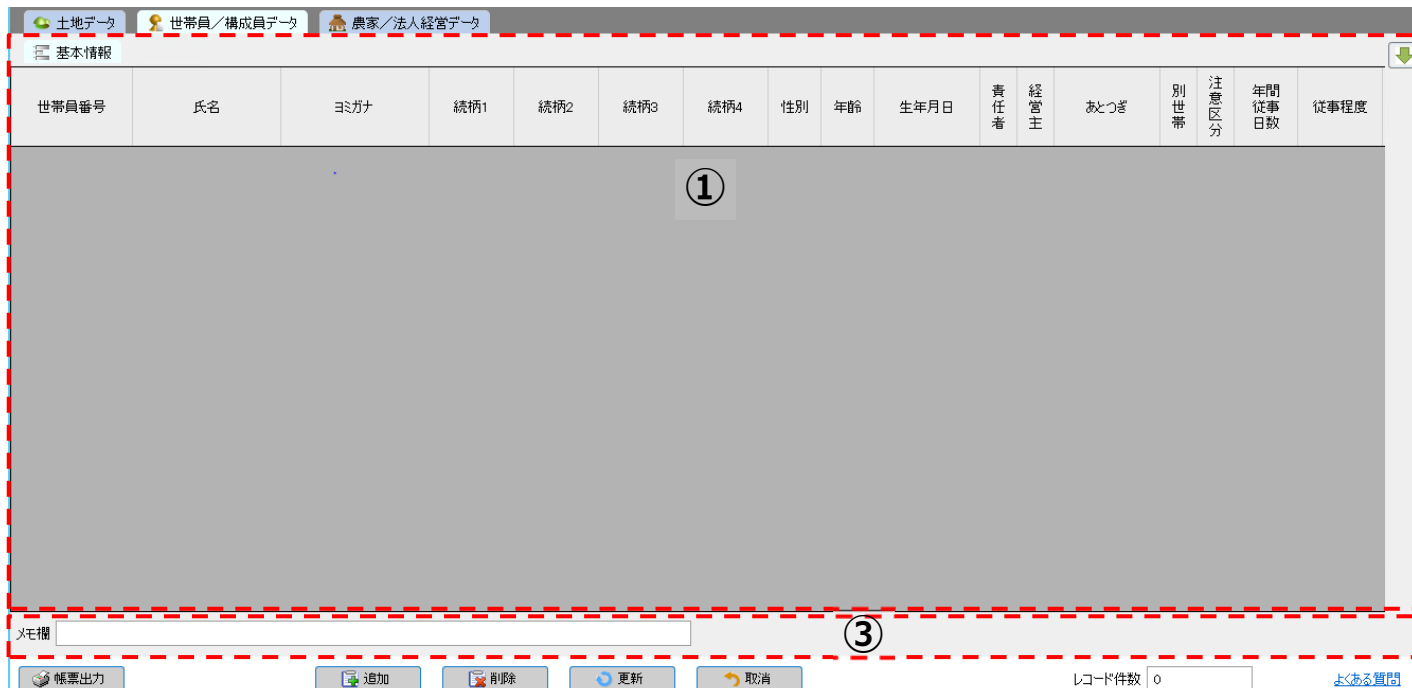 土地データ 世帯員／構成員データ 農家／法人経営データ
基本情報
世帯員番号 氏名 ヨミガナ 続柄1 続柄2 続柄3 続柄4 性別 年齢 生年月日 責任者 経営主 あとつぎ 別世帯 注意区分 年間従事日数 従事程度
①
メモ欄 ③
帳票出力 追加 削除 更新 取消 レコード件数 0 よくある質問